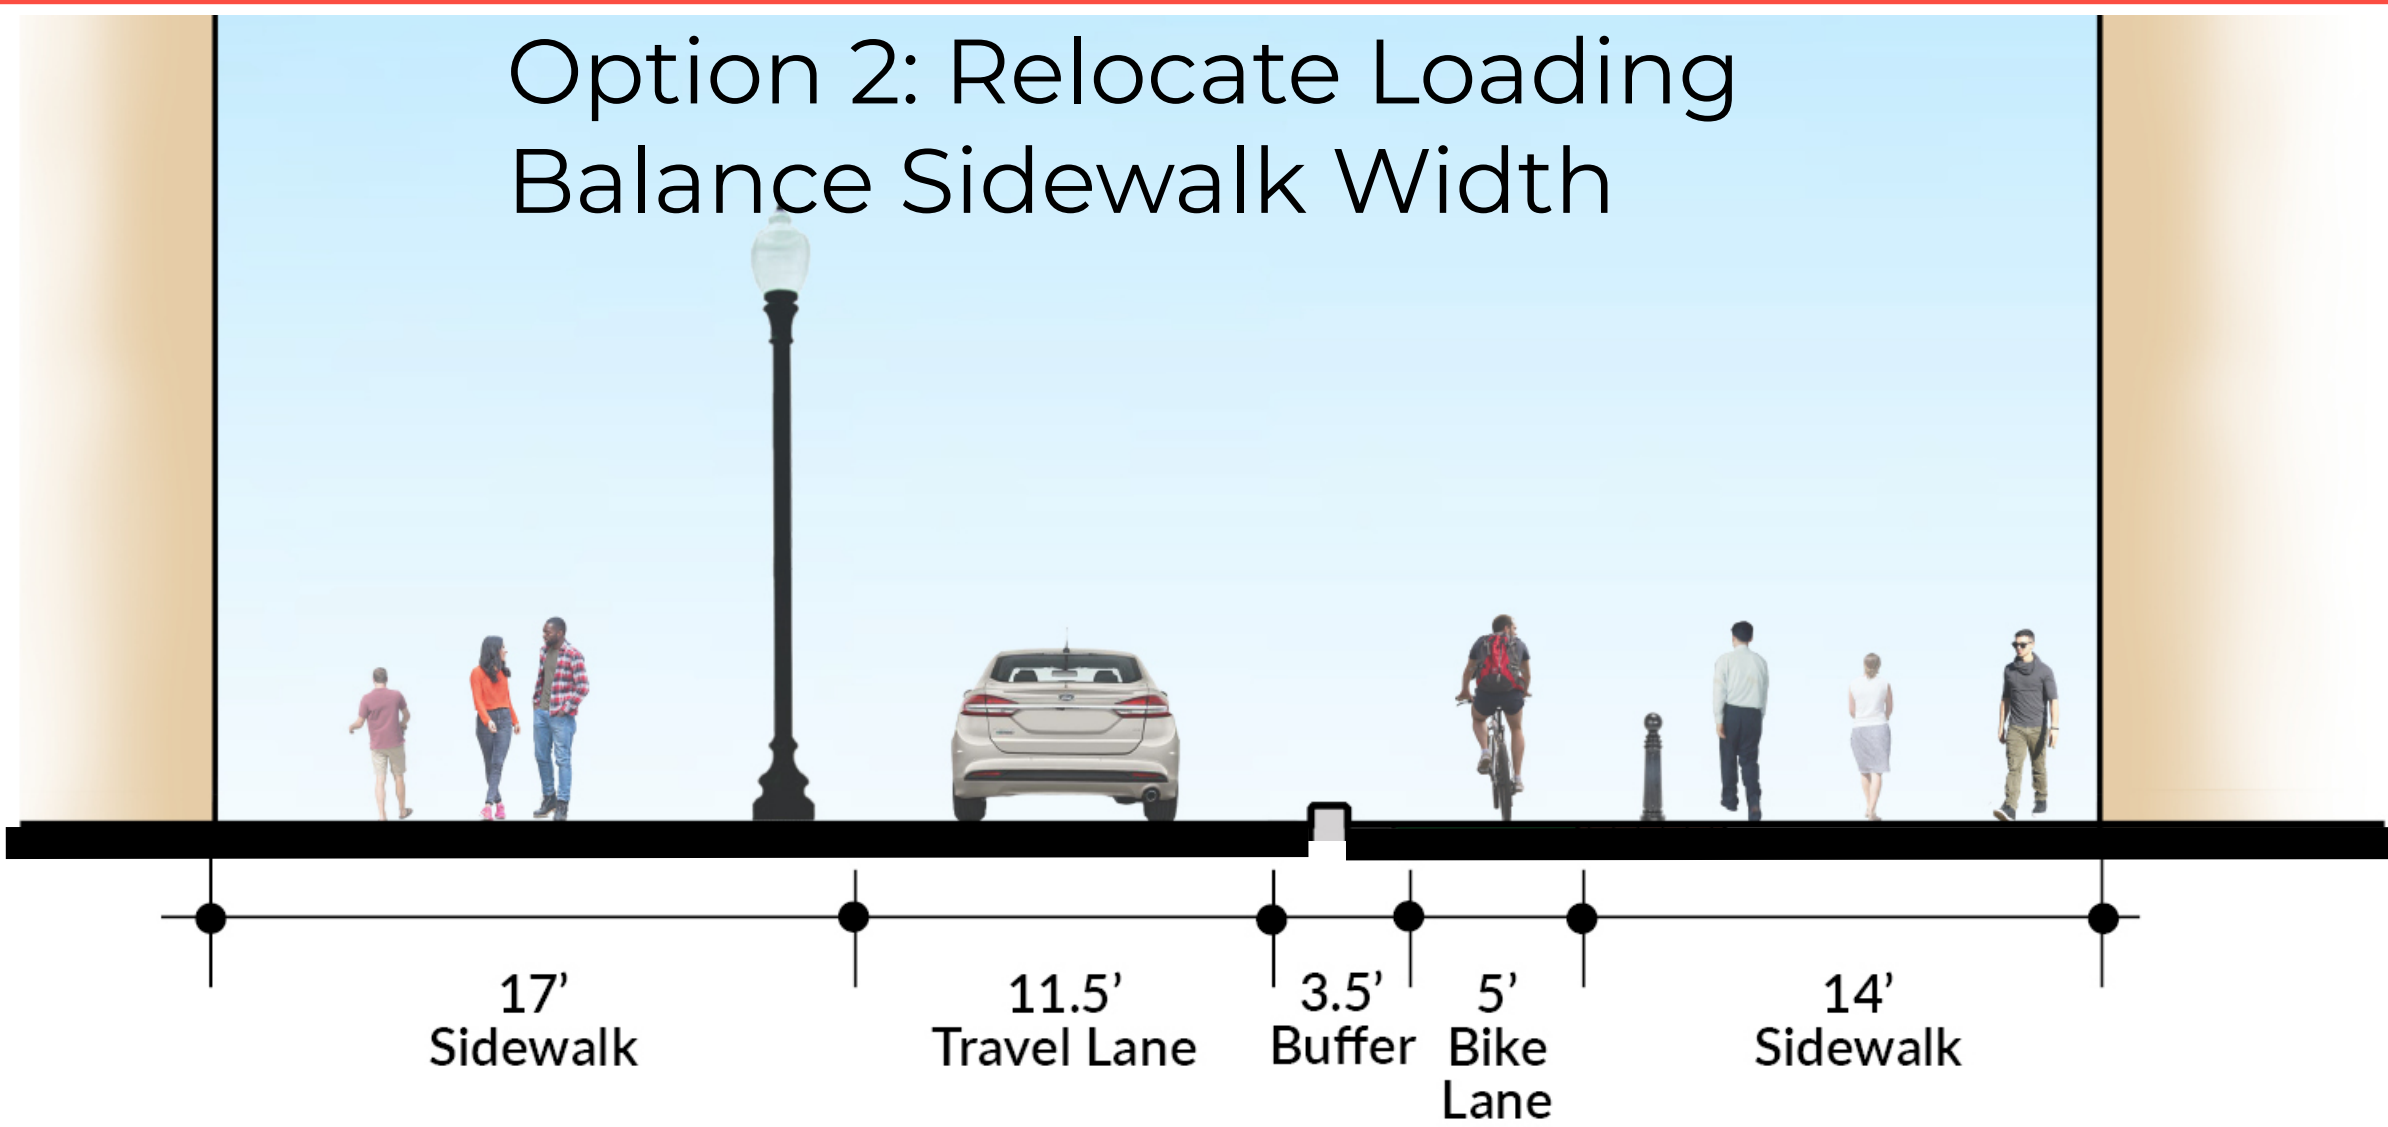 Option 2: Relocate Loading
Balance Sidewalk Width
17’
Sidewalk
11.5’
Travel Lane
3.5’
Buffer
5’
Bike
Lane
14’
Sidewalk